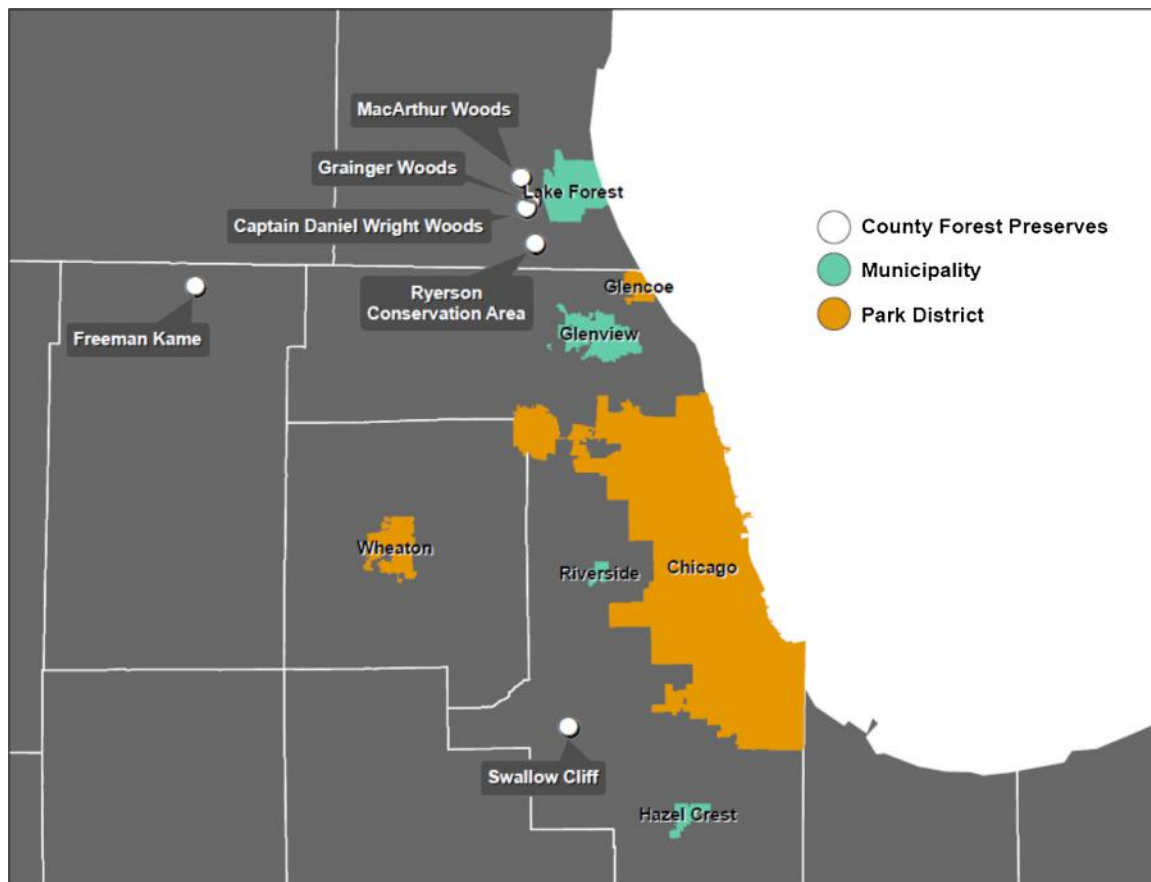 MacArthur Woods
Grainger Woods
Lake Forest
Captain Daniel Wright Woods
County Forest Preserves
Municipality
Park District
Ryerson
Conservation Area
Glencoe
Freeman Kame
Glenview
Wheaton
Riverside
Chicago
Swallow Cliff
Hazel Crest